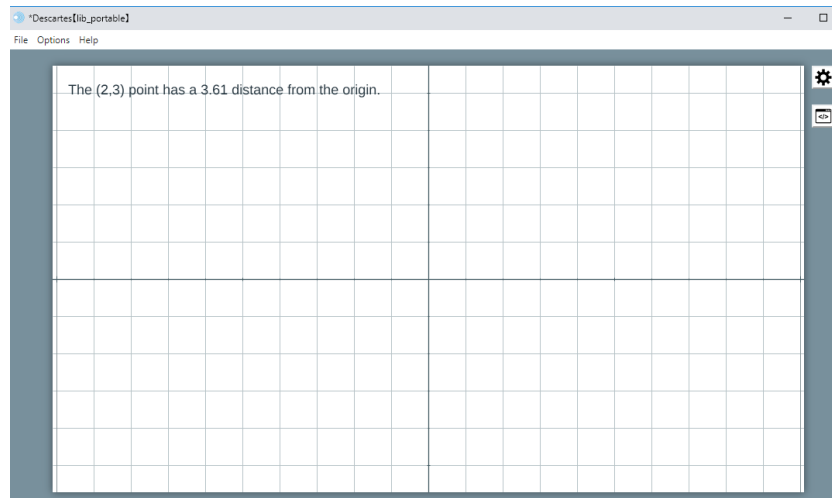 *Descartes【lib_portable】
File Options Help
The (2,3) point has a 3.61 distance from the origin.
</>